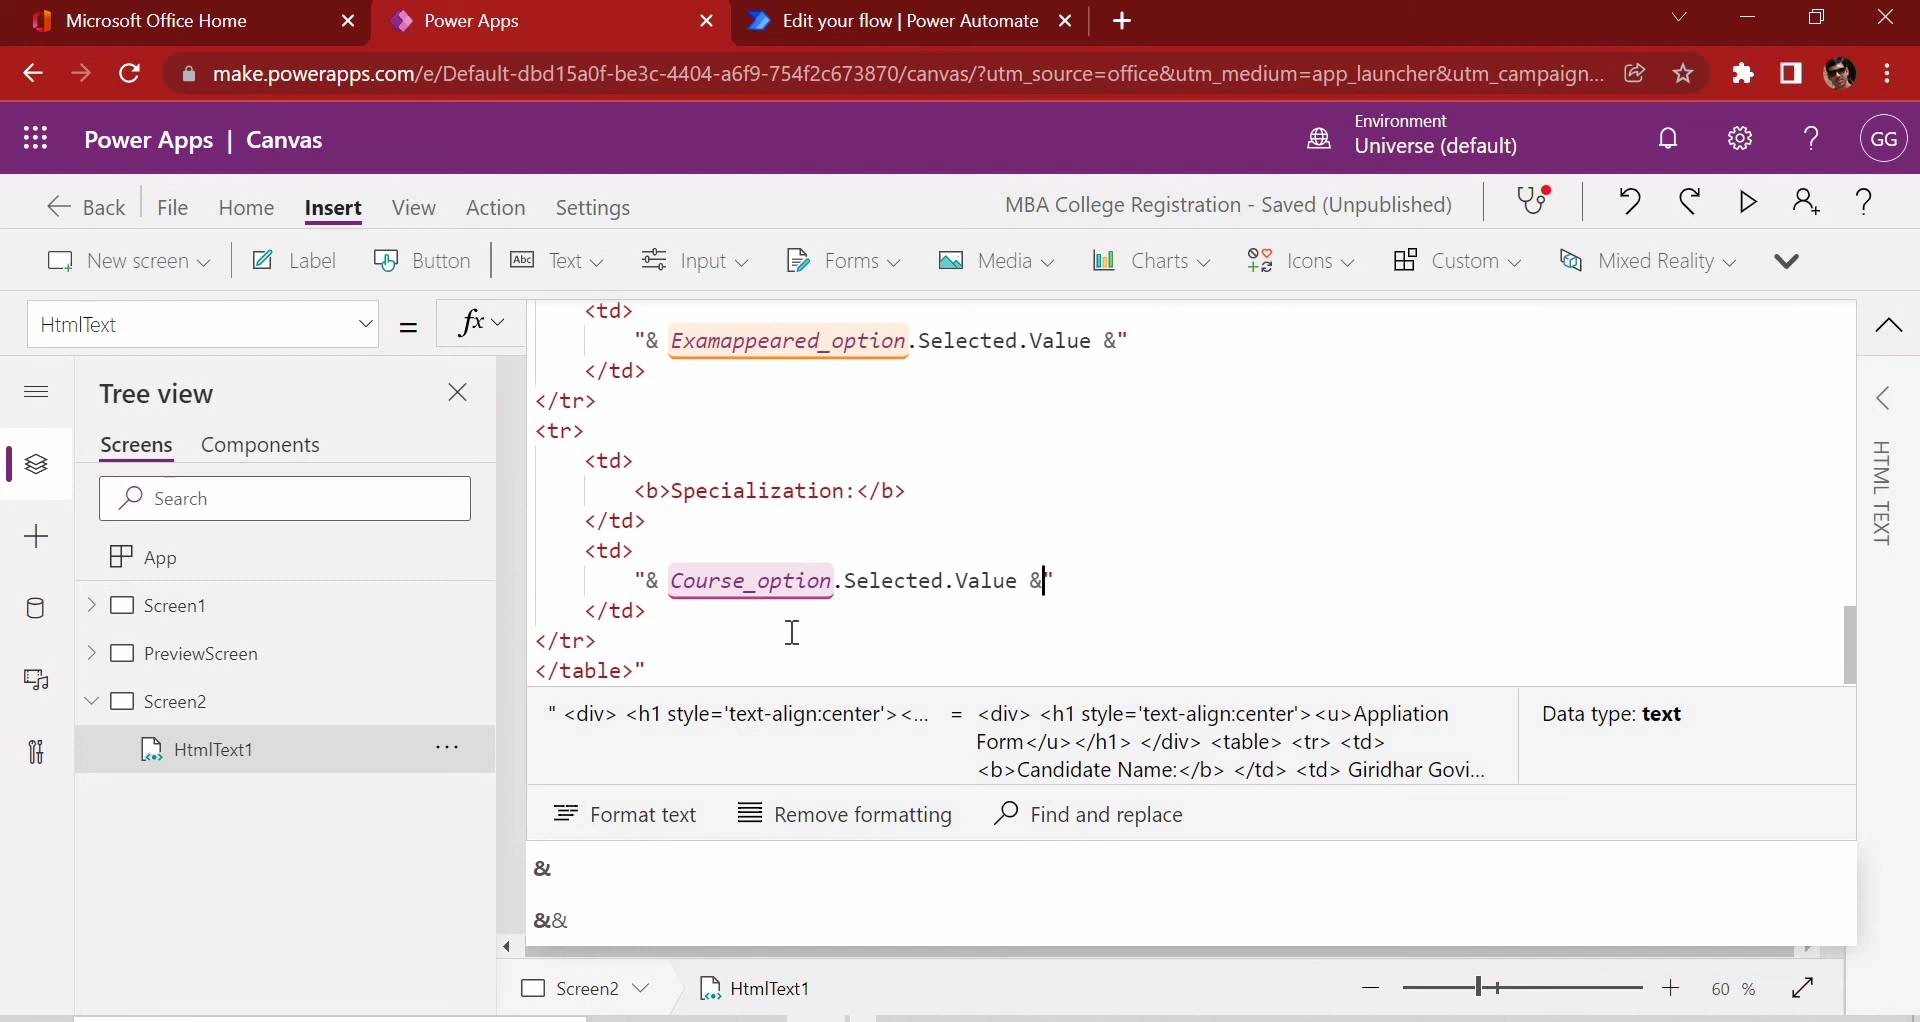 Microsoft Office Home
Power Apps
Edit your flow | Power Automate
make.powerapps.com/e/Default-dbd15a0f-be3c-4404-a6f9-754f2c673870/canvas/?utm_source=office&utm_medium=app_launcher&utm_campaign...
Power Apps | Canvas
Environment
Universe (default)
GG
Back
File
Home
Insert
View
Action
Settings
MBA College Registration - Saved (Unpublished)
New screen
Label
Button
Abc Text
Input
Forms
Media
Charts
Icons
Custom
Mixed Reality
HtmlText
=
fx
<td>
"& Examappeared_option.Selected.Value &"
</td>
</tr>
<tr>
<td>
<b>Specialization:</b>
</td>
<td>
"& Course_option.Selected.Value &"
</td>
</tr>
</table>"
Tree view
Screens
Components
Search
App
Screen1
PreviewScreen
Screen2
HtmlText1
HTML TEXT
" <div> <h1 style='text-align:center'><... = <div> <h1 style='text-align:center'><u>Appliation
Form</u></h1> </div> <table> <tr> <td>
<b>Candidate Name:</b> </td> <td> Giridhar Govi...
Data type: text
Format text
Remove formatting
Find and replace
&
&&
Screen2
HtmlText1
60 %